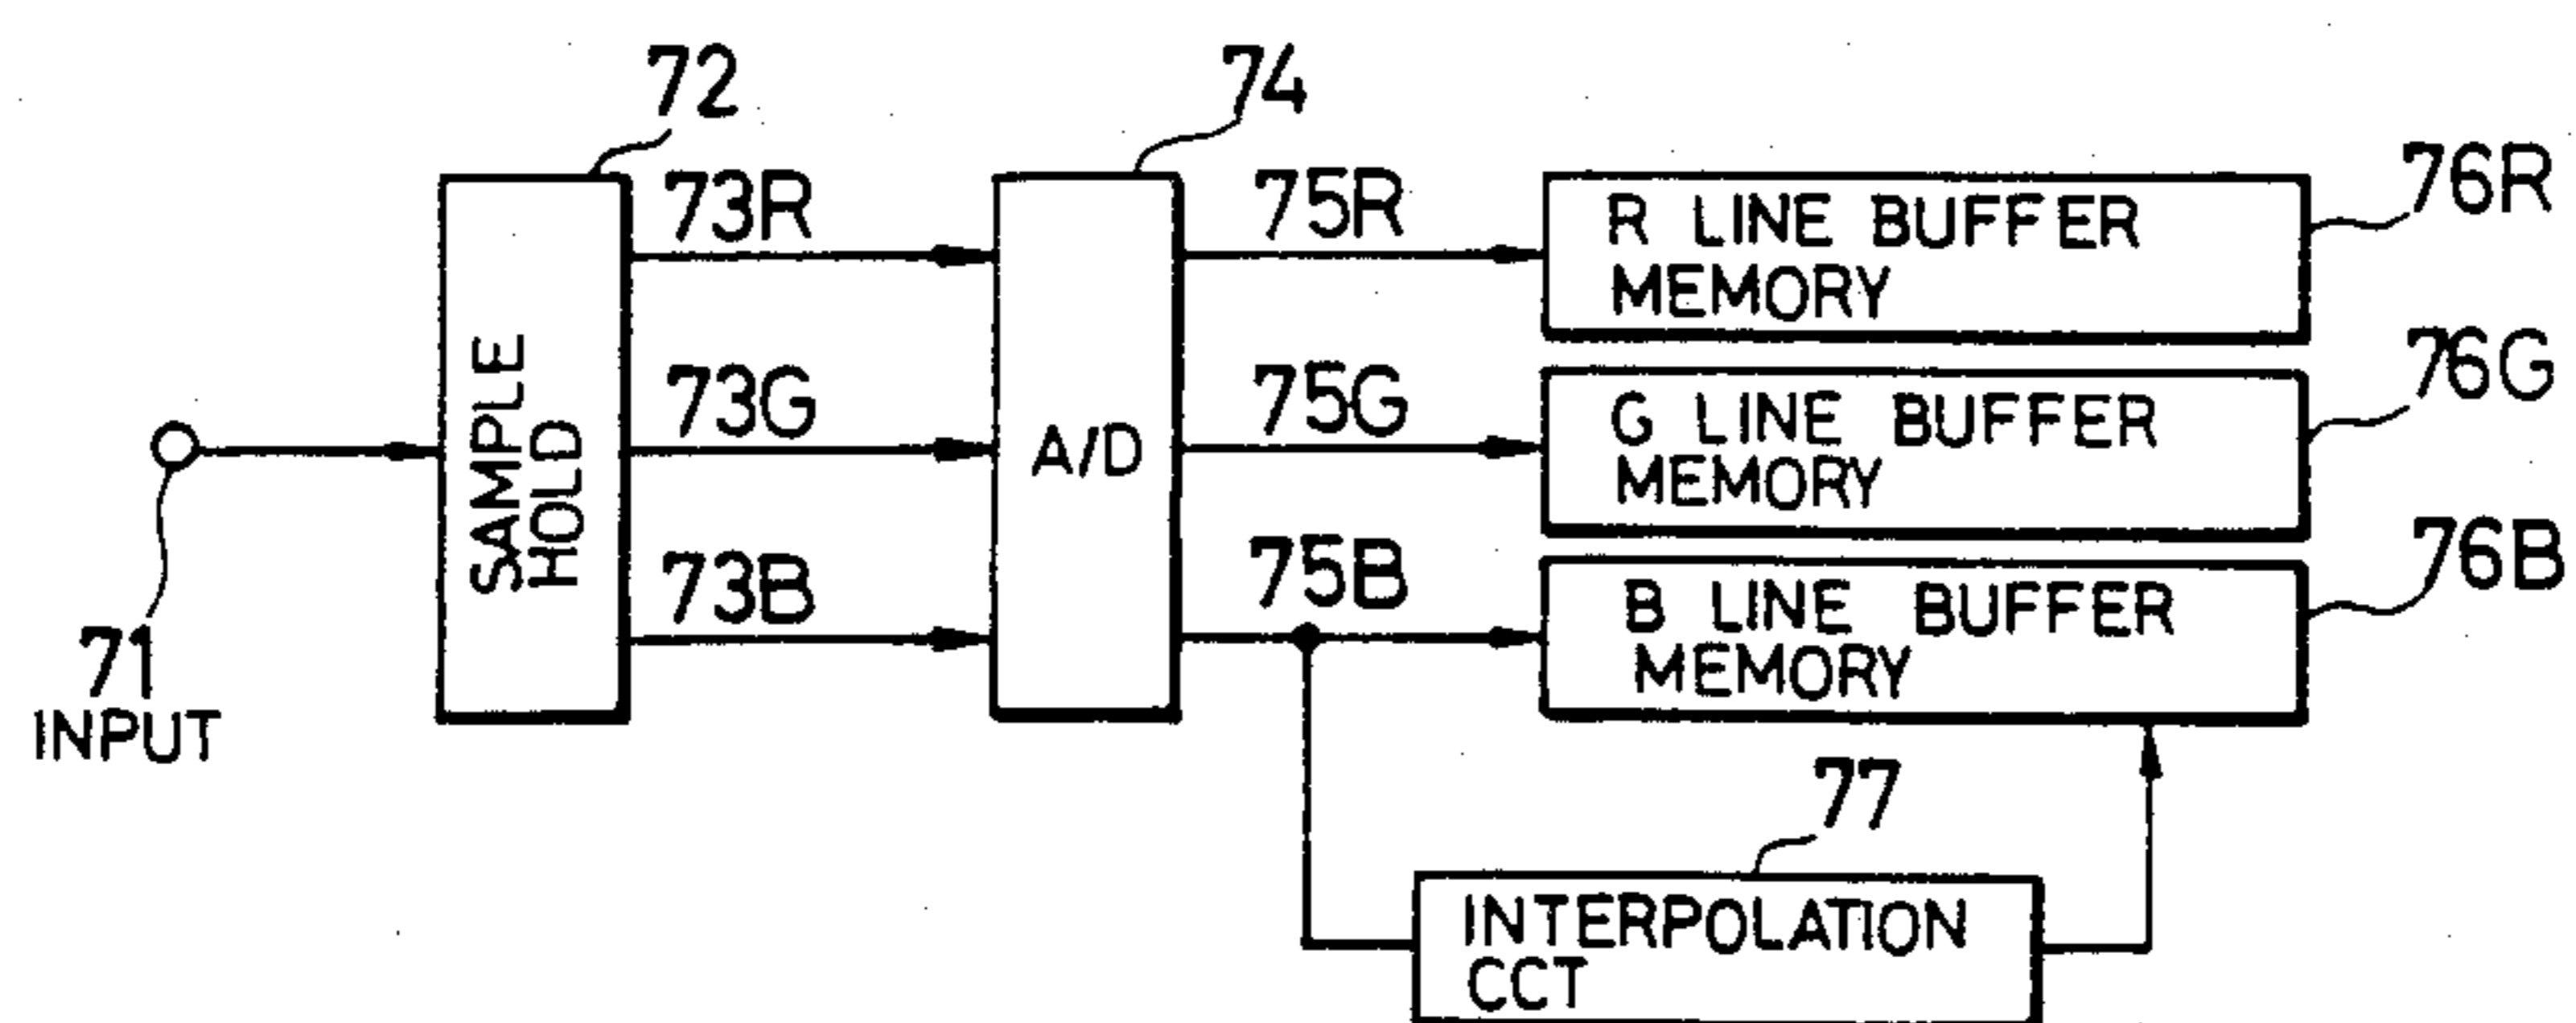 72
74
73R
75R
R LINE BUFFER
MEMORY
76R
73G
75G
G LINE BUFFER
MEMORY
76G
SAMPLE
HOLD
A/D
73B
75B
B LINE BUFFER
MEMORY
76B
71
INPUT
77
INTERPOLATION
CCT